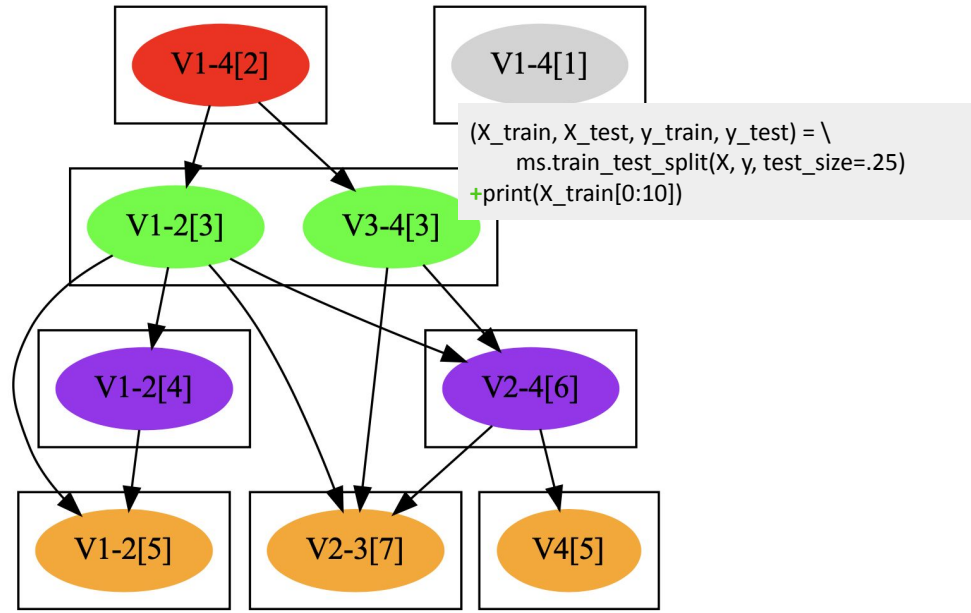 V1-4[2]
V1-4[1]
(X_train, X_test, y_train, y_test) = \
ms.train_test_split(X, y, test_size=.25)
+print(X_train[0:10])
V1-2[3]
V3-4[3]
V1-2[4]
V2-4[6]
V1-2[5]
V2-3[7]
V4[5]